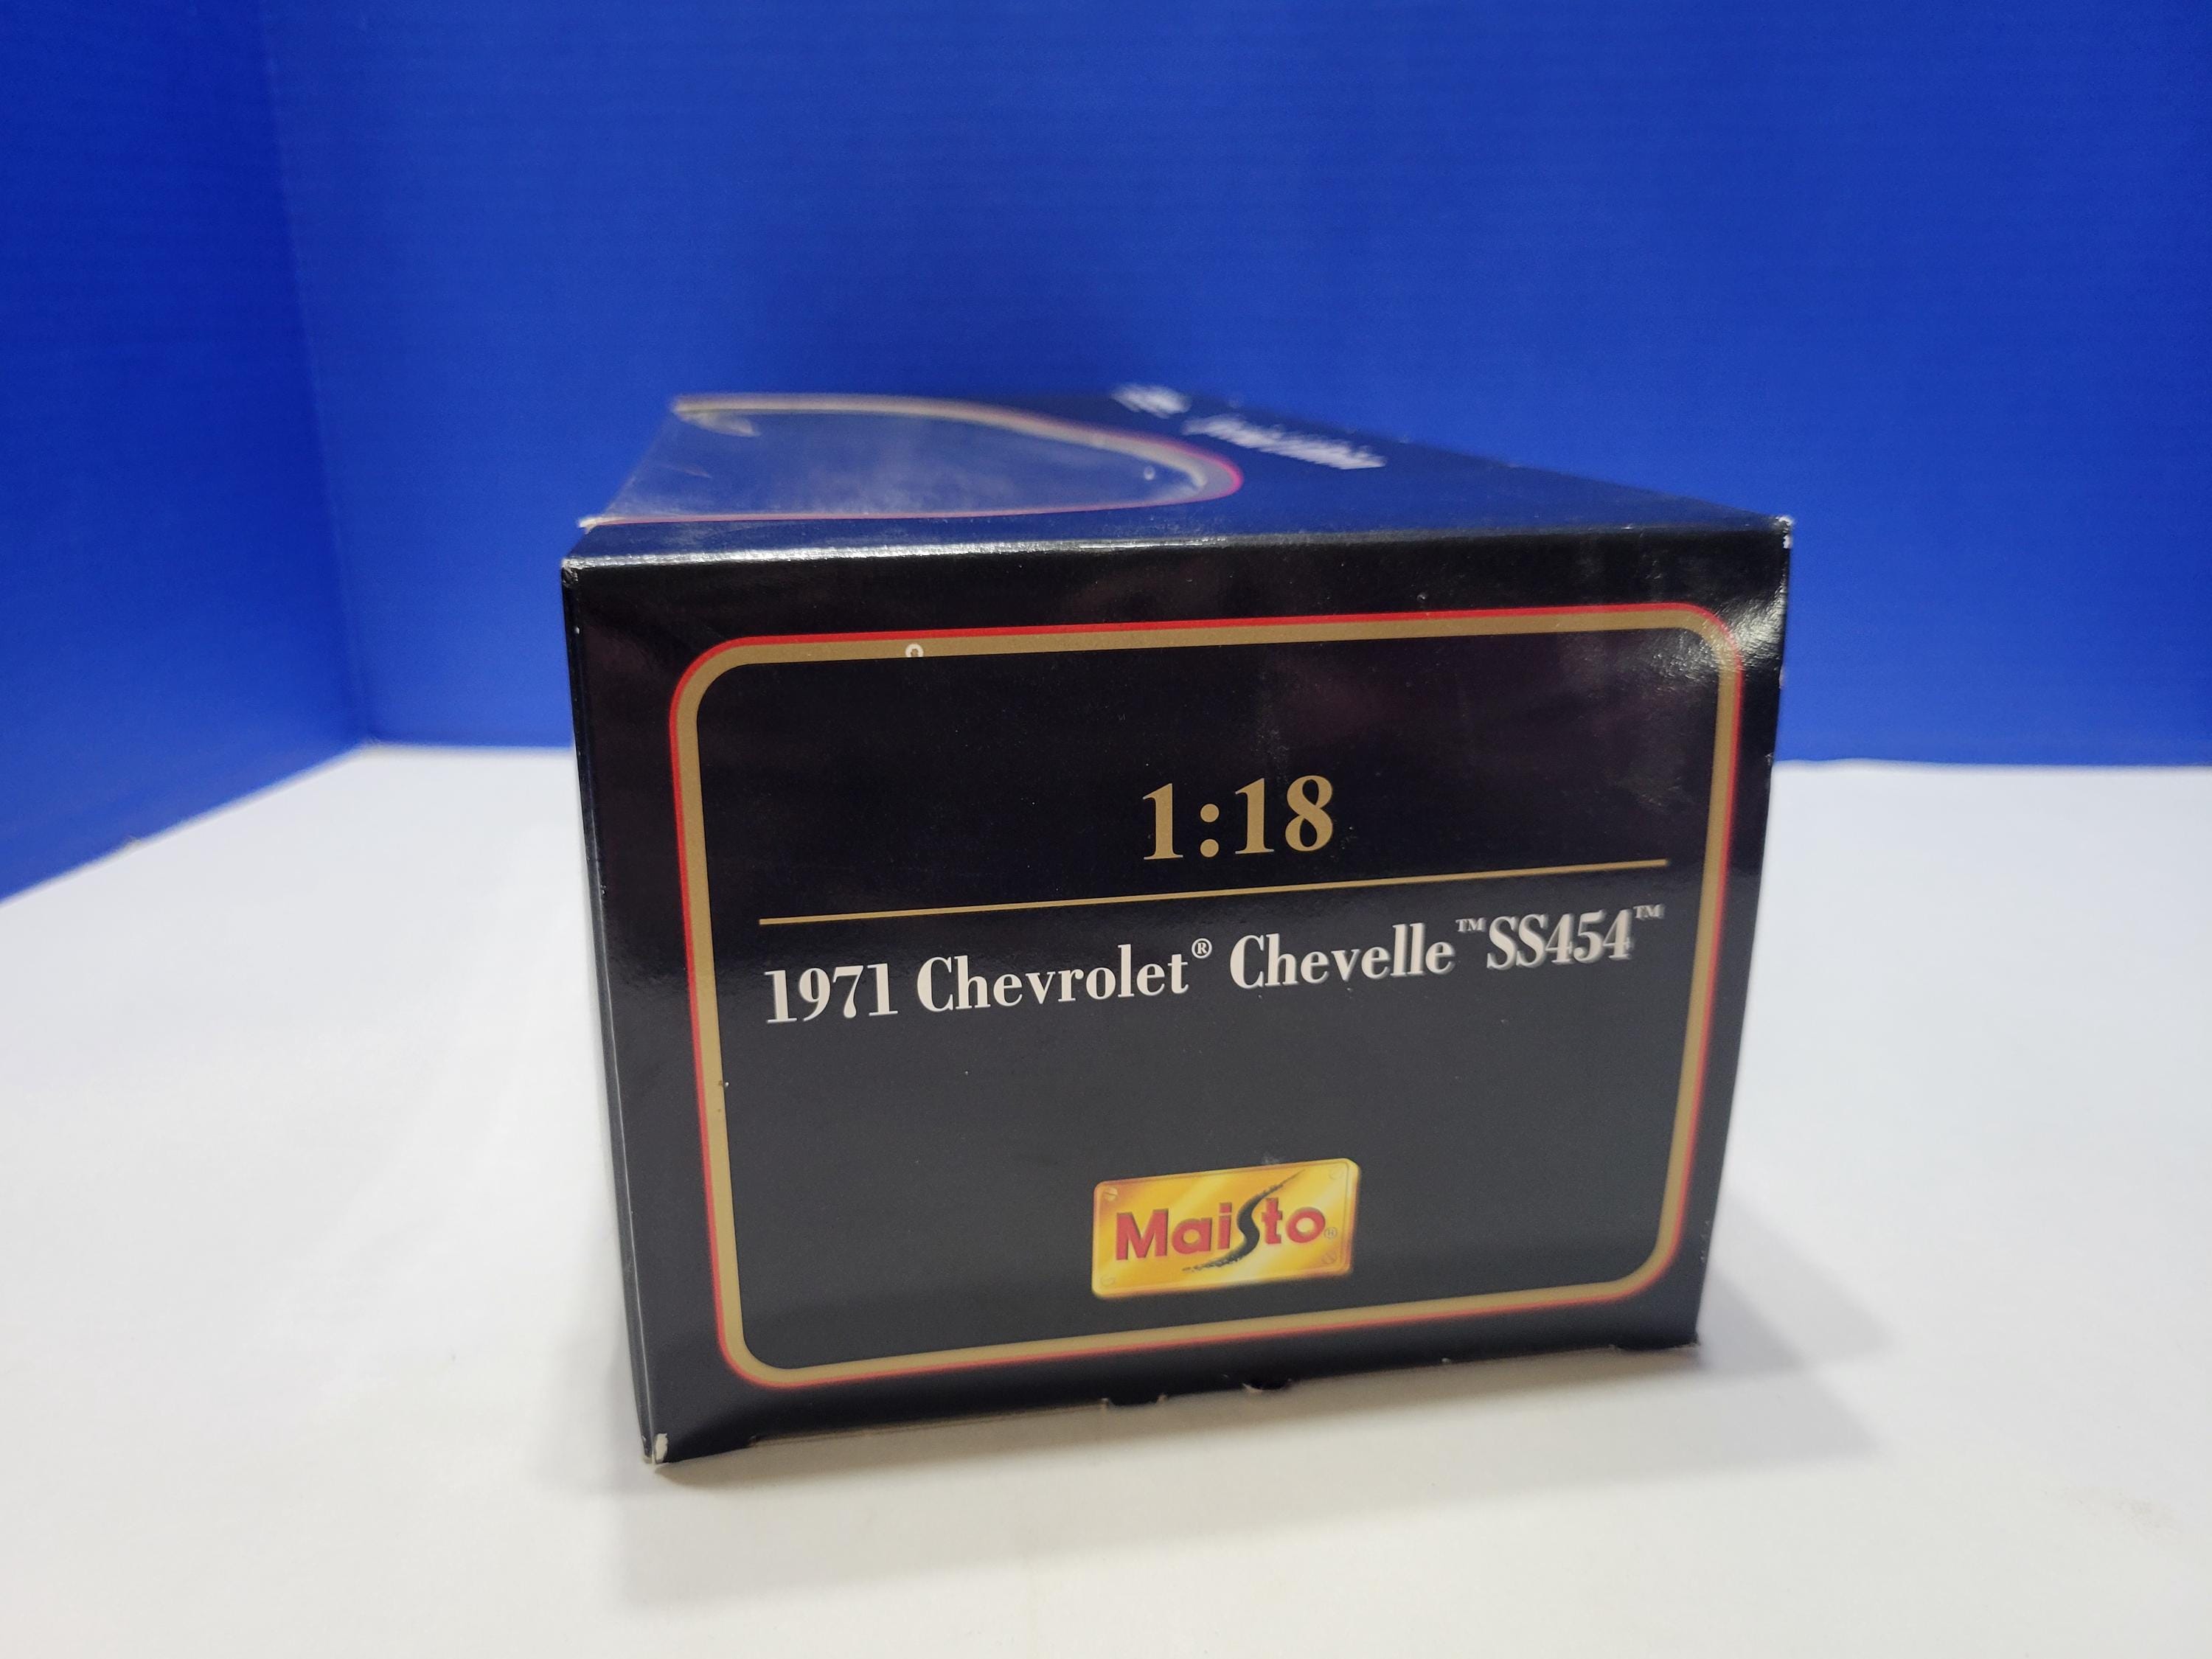 1:18
1971 Chevrolet® Chevelle™ SS454™
Maisto®